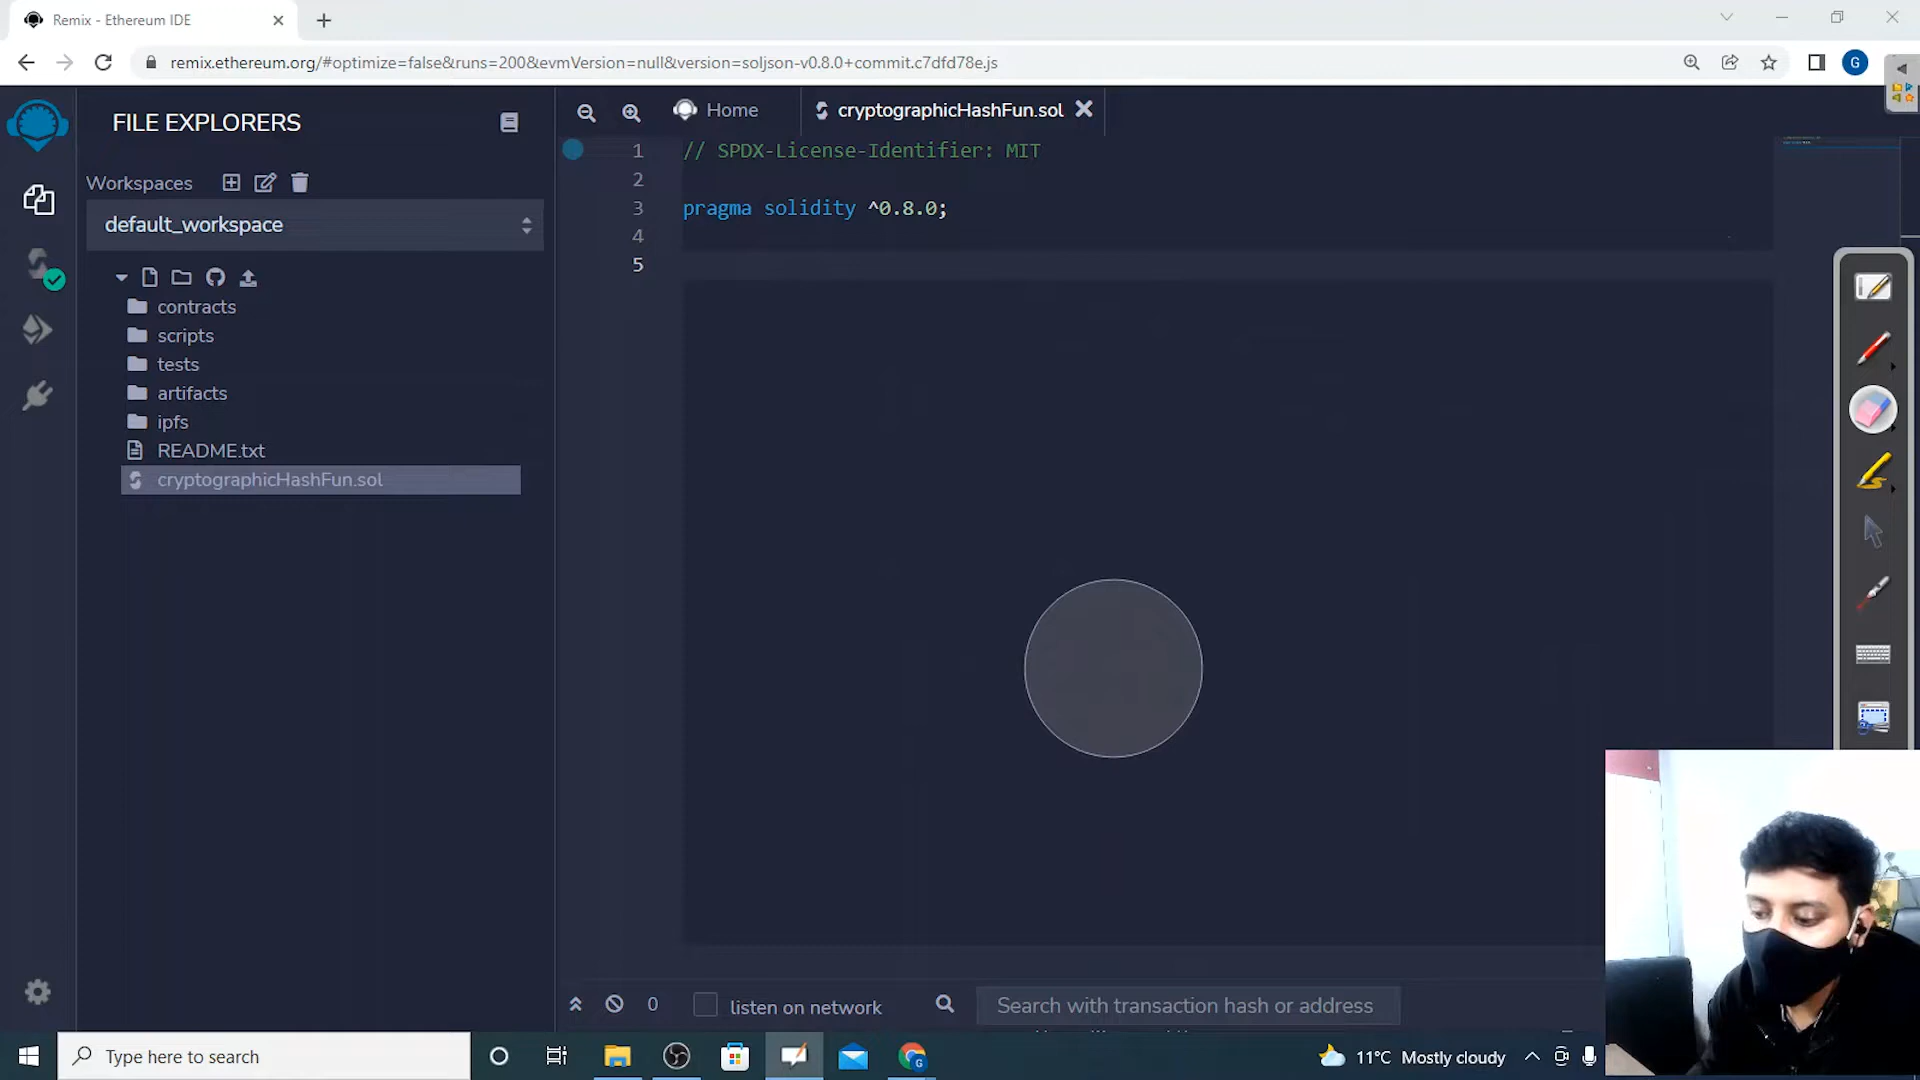 Remix - Ethereum IDE
remix.ethereum.org/#optimize=false&runs=200&evmVersion=null&version=soljson-v0.8.0+commit.c7dfd78e.js
G
FILE EXPLORERS
Home
cryptographicHashFun.sol
Workspaces
default_workspace
contracts
scripts
tests
artifacts
ipfs
README.txt
cryptographicHashFun.sol
1 // SPDX-License-Identifier: MIT
2
3 pragma solidity ^0.8.0;
4
5
0
listen on network
Search with transaction hash or address
Type here to search
G
11°C Mostly cloudy